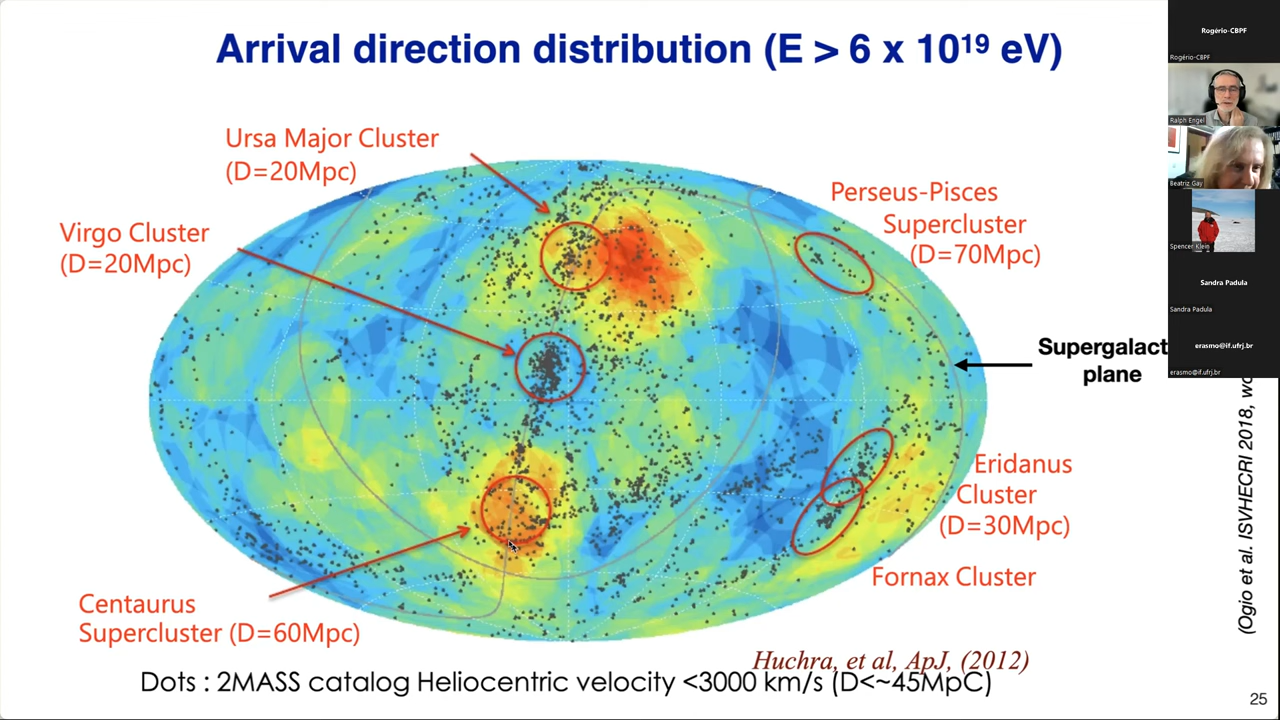 Arrival direction distribution (E > 6 x 10¹⁹ eV)
Ursa Major Cluster
(D=20Mpc)
Virgo Cluster
(D=20Mpc)
Perseus-Pisces
Supercluster
(D=70Mpc)
Supergalact
plane
Eridanus
Cluster
(D=30Mpc)
Fornax Cluster
Centaurus
Supercluster (D=60Mpc)
Huchra, et al, ApJ, (2012)
Dots : 2MASS catalog Heliocentric velocity <3000 km/s (D<~45MpC)
(Ogio et al. ISVHECRI 2018, wo
25
Rogério-CBPF
Rogério-CBPF
Ralph Engel
Beatriz Gay
Spencer Klein
Sandra Padula
Sandra Padula
erasmo@if.ufrj.br
erasmo@if.ufrj.br